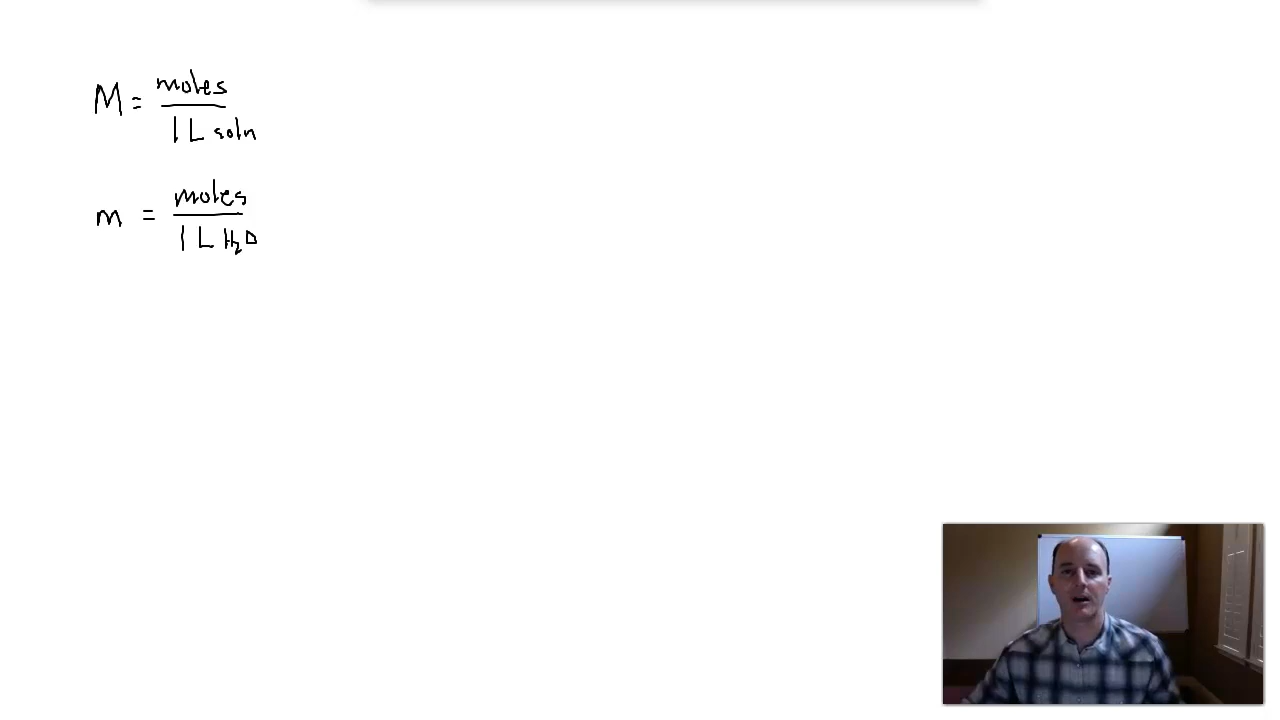 M = moles
1 L soln
m = moles
1 L H₂O